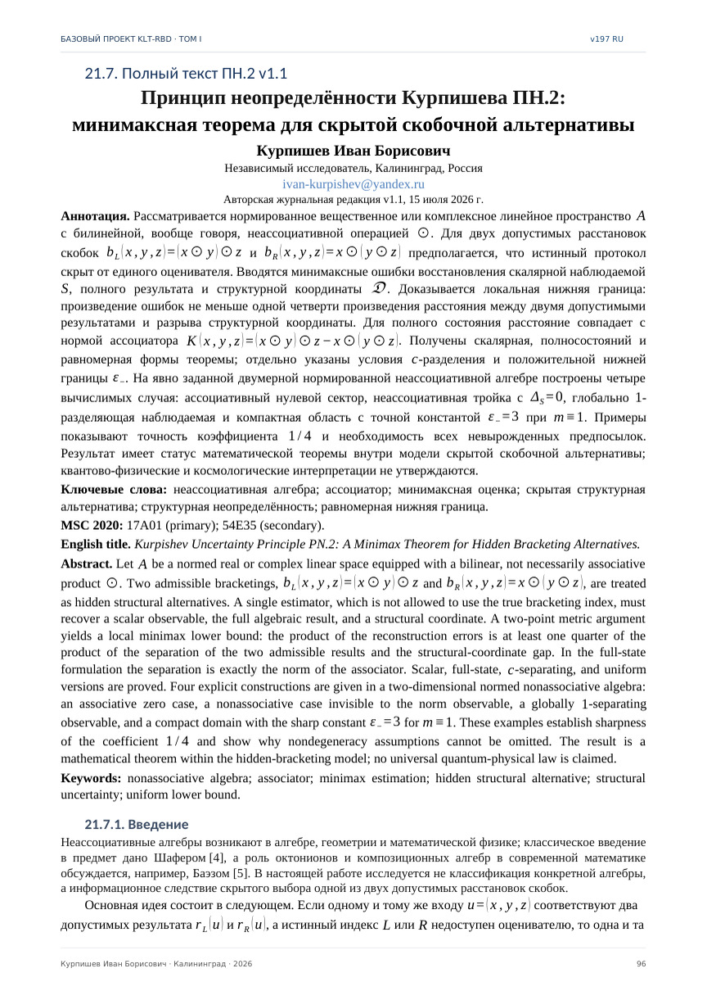 БАЗОВЫЙ ПРОЕКТ KLT-RBD · ТОМ I
v197 RU
21.7. Полный текст ПН.2 v1.1
Принцип неопределённости Курпишева ПН.2:
минимаксная теорема для скрытой скобочной альтернативы
Курпишев Иван Борисович
Независимый исследователь, Калининград, Россия
ivan-kurpishev@yandex.ru
Авторская журнальная редакция v1.1, 15 июля 2026 г.
Аннотация. Рассматривается нормированное вещественное или комплексное линейное пространство A
с билинейной, вообще говоря, неассоциативной операцией ⊙. Для двух допустимых расстановок
скобок b_L(x,y,z)=(x⊙y)⊙z и b_R(x,y,z)=x⊙(y⊙z) предполагается, что истинный протокол
скрыт от единого оценивателя. Вводятся минимаксные ошибки восстановления скалярной наблюдаемой
S, полного результата и структурной координаты 𝒟. Доказывается локальная нижняя граница:
произведение ошибок не меньше одной четверти произведения расстояния между двумя допустимыми
результатами и разрыва структурной координаты. Для полного состояния расстояние совпадает с
нормой ассоциатора K(x,y,z)=(x⊙y)⊙z−x⊙(y⊙z). Получены скалярная, полносостояний и
равномерная формы теоремы; отдельно указаны условия c-разделения и положительной нижней
границы ε₋. На явно заданной двумерной нормированной неассоциативной алгебре построены четыре
вычислимых случая: ассоциативный нулевой сектор, неассоциативная тройка с Δ_S=0, глобально 1-
разделяющая наблюдаемая и компактная область с точной константой ε₋=3 при m≡1. Примеры
показывают точность коэффициента 1/4 и необходимость всех невырожденных предпосылок.
Результат имеет статус математической теоремы внутри модели скрытой скобочной альтернативы;
квантово-физические и космологические интерпретации не утверждаются.
Ключевые слова: неассоциативная алгебра; ассоциатор; минимаксная оценка; скрытая структурная
альтернатива; структурная неопределённость; равномерная нижняя граница.
MSC 2020: 17A01 (primary); 54E35 (secondary).
English title. Kurpishev Uncertainty Principle PN.2: A Minimax Theorem for Hidden Bracketing Alternatives.
Abstract. Let A be a normed real or complex linear space equipped with a bilinear, not necessarily associative
product ⊙. Two admissible bracketings, b_L(x,y,z)=(x⊙y)⊙z and b_R(x,y,z)=x⊙(y⊙z), are treated
as hidden structural alternatives. A single estimator, which is not allowed to use the true bracketing index, must
recover a scalar observable, the full algebraic result, and a structural coordinate. A two-point metric argument
yields a local minimax lower bound: the product of the reconstruction errors is at least one quarter of the
product of the separation of the two admissible results and the structural-coordinate gap. In the full-state
formulation the separation is exactly the norm of the associator. Scalar, full-state, c-separating, and uniform
versions are proved. Four explicit constructions are given in a two-dimensional normed nonassociative algebra:
an associative zero case, a nonassociative case invisible to the norm observable, a globally 1-separating
observable, and a compact domain with the sharp constant ε₋=3 for m≡1. These examples establish sharpness
of the coefficient 1/4 and show why nondegeneracy assumptions cannot be omitted. The result is a
mathematical theorem within the hidden-bracketing model; no universal quantum-physical law is claimed.
Keywords: nonassociative algebra; associator; minimax estimation; hidden structural alternative; structural
uncertainty; uniform lower bound.
21.7.1. Введение
Неассоциативные алгебры возникают в алгебре, геометрии и математической физике; классическое введение
в предмет дано Шафером [4], а роль октонионов и композиционных алгебр в современной математике
обсуждается, например, Баэзом [5]. В настоящей работе исследуется не классификация конкретной алгебры,
а информационное следствие скрытого выбора одной из двух допустимых расстановок скобок.
Основная идея состоит в следующем. Если одному и тому же входу u=(x,y,z) соответствуют два
допустимых результата r_L(u) и r_R(u), а истинный индекс L или R недоступен оценивателю, то одна и та
Курпишев Иван Борисович · Калининград · 2026
96